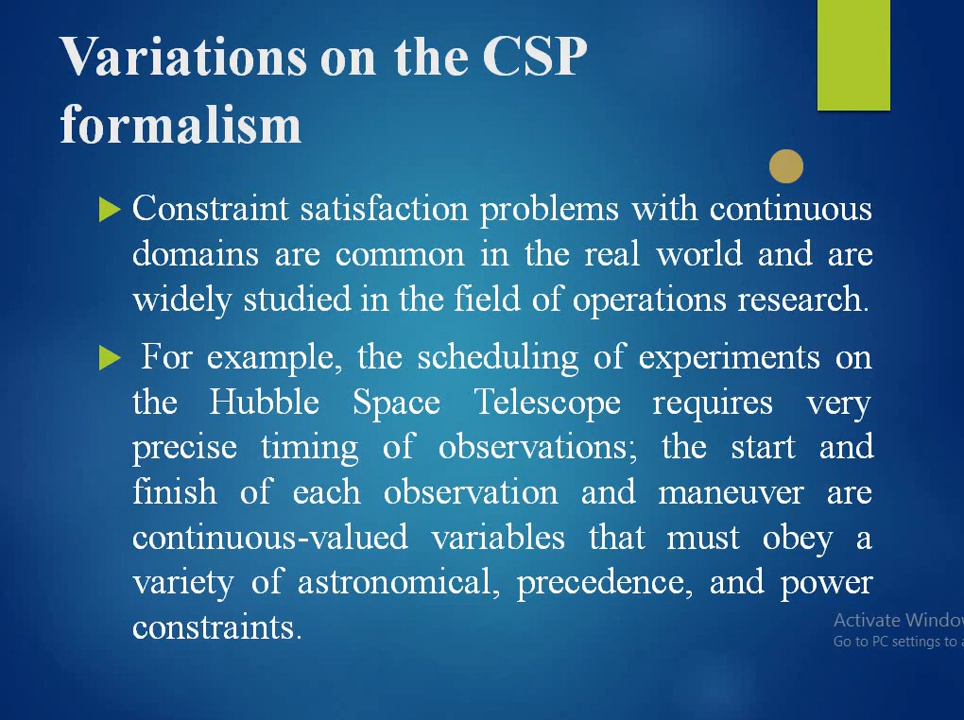 Variations on the CSP
formalism
Constraint satisfaction problems with continuous
domains are common in the real world and are
widely studied in the field of operations research.
For example, the scheduling of experiments on
the Hubble Space Telescope requires very
precise timing of observations; the start and
finish of each observation and maneuver are
continuous-valued variables that must obey a
variety of astronomical, precedence, and power
constraints.
Activate Windo
Go to PC settings to a